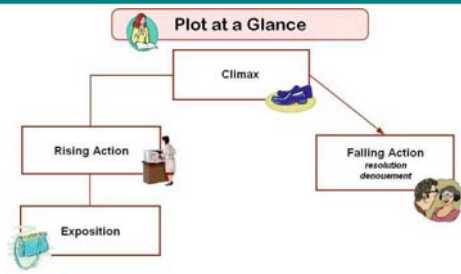 Plot at a Glance
Climax
Rising Action
Falling Action
resolution
denouement
Exposition